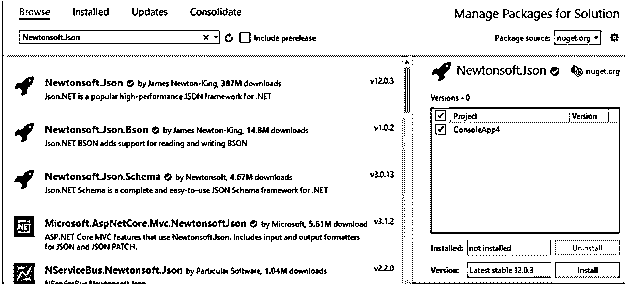 Browse Installed Updates Consolidate
Manage Packages for Solution
Newtonsoft.Json
Include prerelease
Package source: nuget.org
Newtonsoft.Json by James Newton-King, 387M downloads v12.0.3
Json.NET is a popular high-performance JSON framework for .NET
Newtonsoft.Json.Bson by James Newton-King, 14.8M downloads v1.0.2
Json.NET BSON adds support for reading and writing BSON
Newtonsoft.Json.Schema by Newtonsoft, 4.67M downloads v3.0.13
Json.NET Schema is a complete and easy-to-use JSON Schema framework for .NET
Microsoft.AspNetCore.Mvc.NewtonsoftJson by Microsoft, 5.61M download v3.1.2
ASP.NET Core MVC features that use Newtonsoft.Json. Includes input and output formatters
for JSON and JSON PATCH.
NServiceBus.Newtonsoft.Json by Particular Software, 1.04M downloads v2.2.0
Newtonsoft.Json nuget.org
Versions - 0
Project Version
ConsoleApp4
Installed: not installed Uninstall
Version: Latest stable 12.0.3 Install
.NET